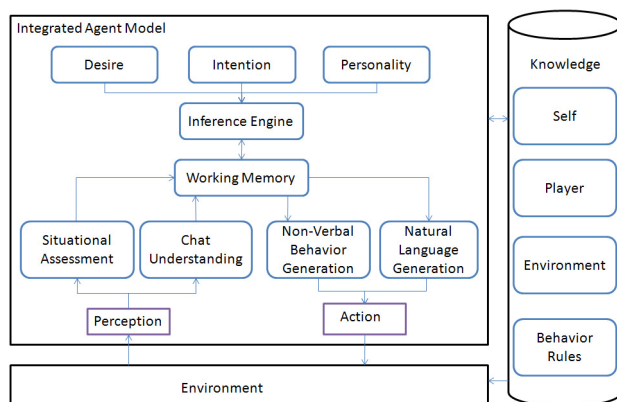 Integrated Agent Model
Desire
Intention
Personality
Inference Engine
Working Memory
Situational
Assessment
Chat
Understanding
Non-Verbal
Behavior
Generation
Natural
Language
Generation
Perception
Action
Environment
Knowledge
Self
Player
Environment
Behavior
Rules